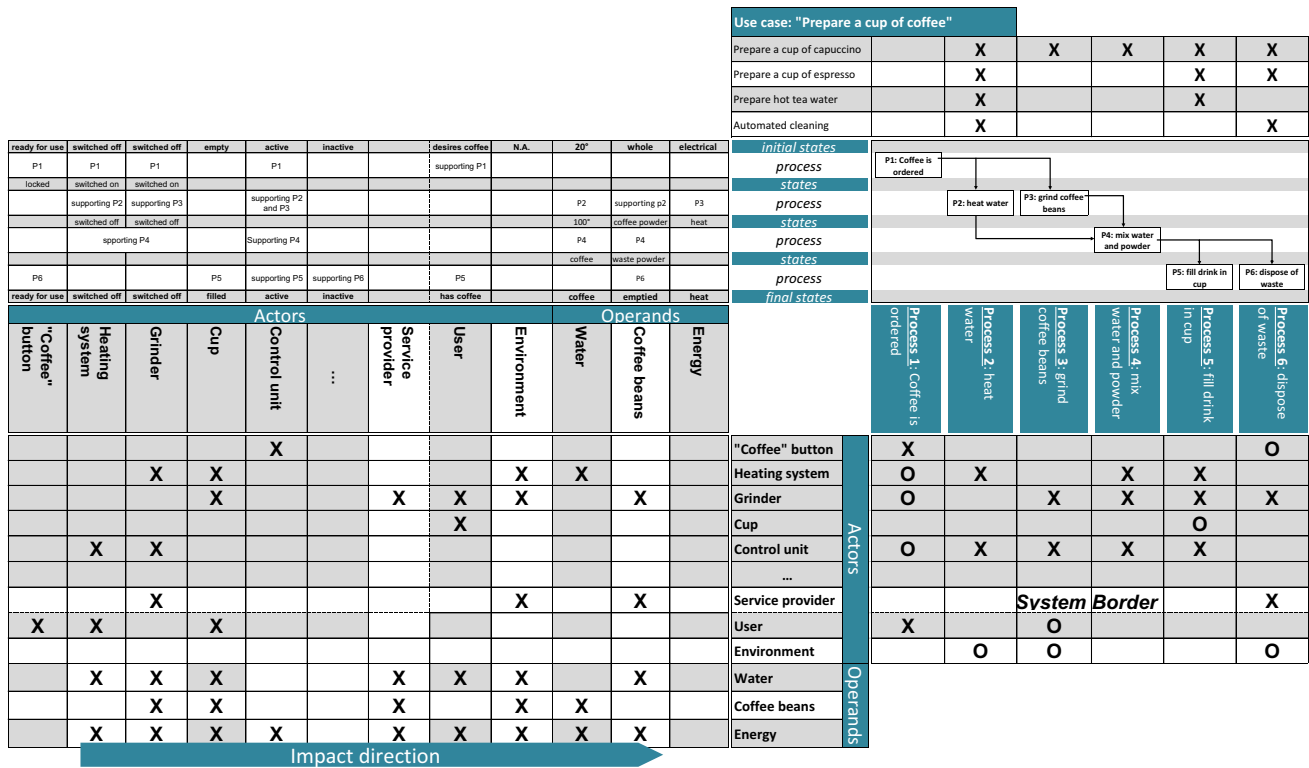 Use case: "Prepare a cup of coffee"
Prepare a cup of capuccino X X X X X
Prepare a cup of espresso X X X
Prepare hot tea water X X
Automated cleaning X X
ready for use switched off switched off empty active inactive desires coffee N.A. 20° whole electrical initial states
P1 P1 P1 P1 supporting P1 process
locked switched on switched on states
supporting P2 supporting P3 supporting P2 and P3 P2 supporting p2 P3 process
switched off switched off 100° coffee powder heat states
spporting P4 Supporting P4 P4 P4 process
coffee waste powder states
P6 P5 supporting P5 supporting P6 P5 P6 process
ready for use switched off switched off filled active inactive has coffee coffee emptied heat final states
P1: Coffee is
ordered
P2: heat water
P3: grind coffee
beans
P4: mix water
and powder
P5: fill drink in
cup
P6: dispose of
waste
Actors Operands
"Coffee"
button
Heating
system
Grinder
Cup
Control unit
...
Service
provider
User
Environment
Water
Coffee beans
Energy
Process 1: Coffee is
ordered
Process 2: heat
water
Process 3: grind
coffee beans
Process 4: mix
water and powder
Process 5: fill drink
in cup
Process 6: dispose
of waste
X "Coffee" button X O
X X X X Heating system O X X X
X X X X X Grinder O X X X X
X Cup O
X X Control unit O X X X X
...
X X X Service provider System Border X
X X X User X O
Environment O O O
X X X X X X X Water
X X X X X Coffee beans
X X X X X X X X X Energy
Actors
Operands
Impact direction